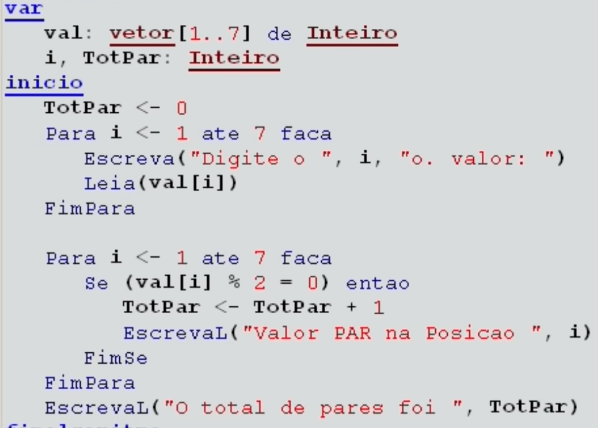 var
val: vetor[1..7] de Inteiro
i, TotPar: Inteiro
inicio
TotPar <- 0
Para i <- 1 ate 7 faca
Escreva("Digite o ", i, "o. valor: ")
Leia(val[i])
FimPara
Para i <- 1 ate 7 faca
Se (val[i] % 2 = 0) entao
TotPar <- TotPar + 1
EscrevaL("Valor PAR na Posicao ", i)
FimSe
FimPara
EscrevaL("O total de pares foi ", TotPar)